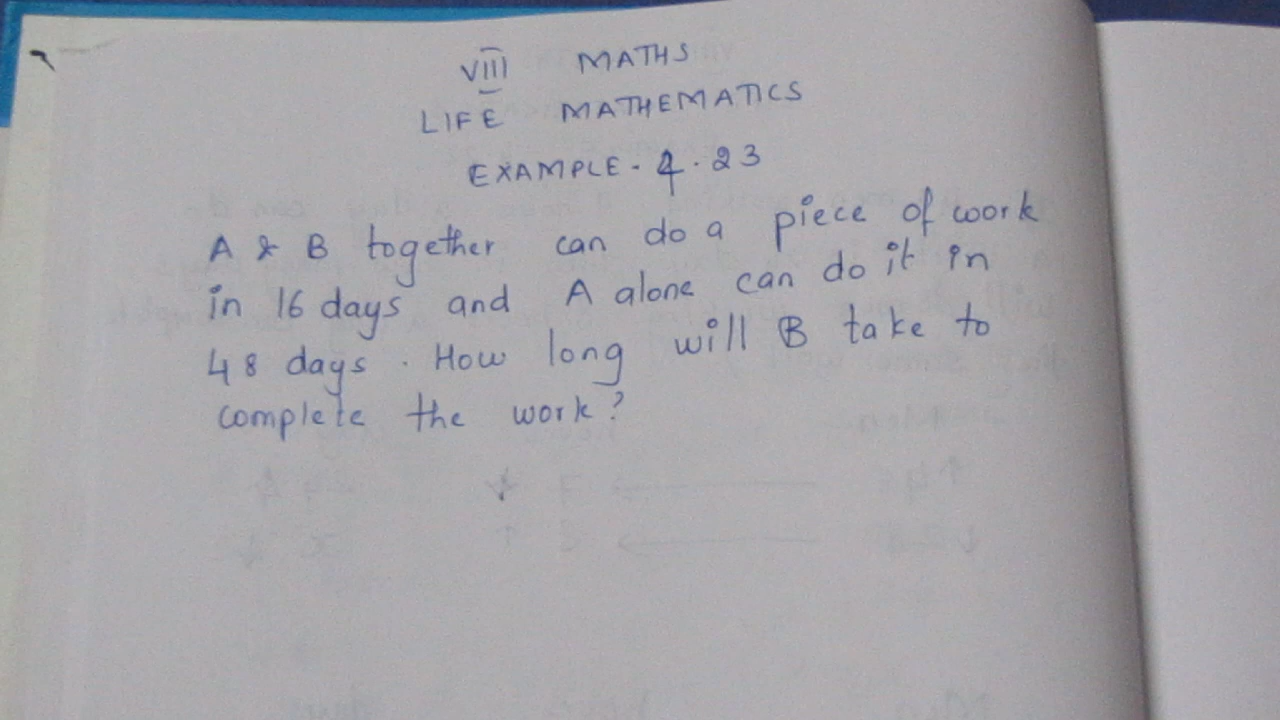 VIII MATHS
LIFE MATHEMATICS
EXAMPLE - 4.23
A & B together can do a piece of work
in 16 days and A alone can do it in
48 days. How long will B take to
complete the work?